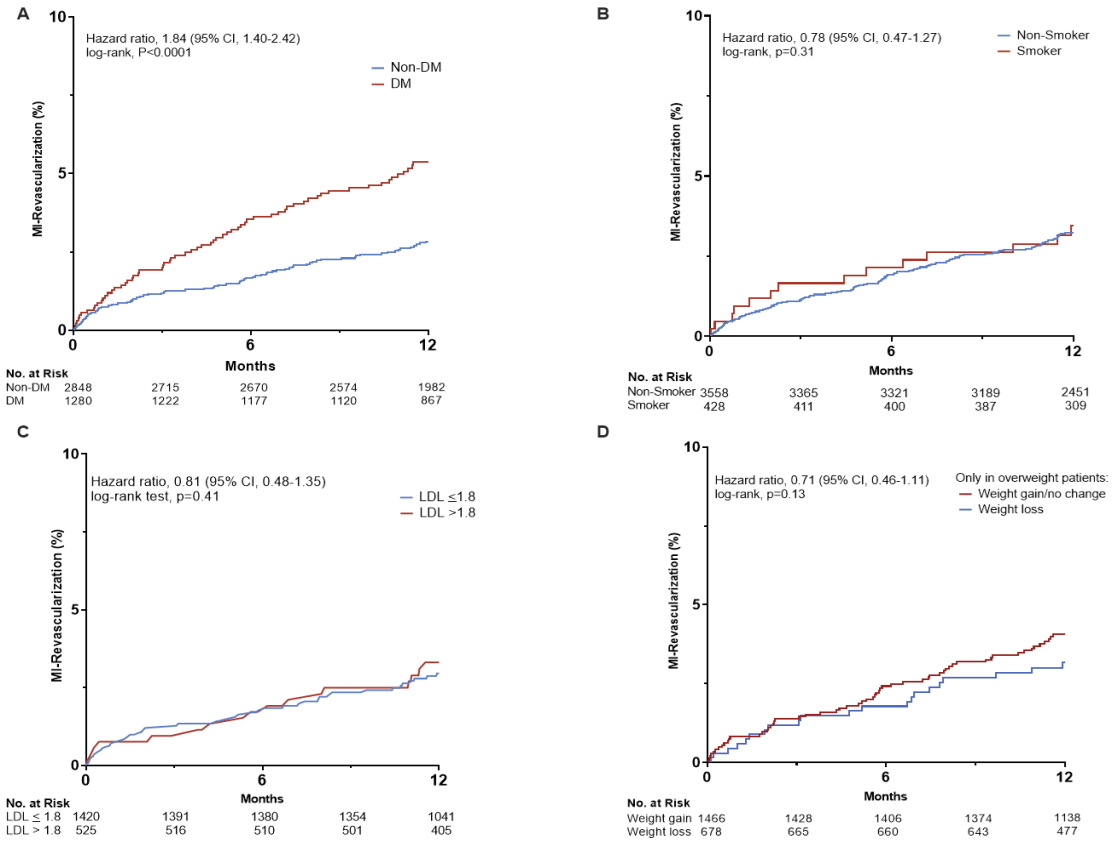 A
10
Hazard ratio, 1.84 (95% CI, 1.40-2.42)
log-rank, P<0.0001
Non-DM
DM
MI-Revascularization (%)
5
0
0 6 12
Months
No. at Risk
Non-DM 2848 2715 2670 2574 1982
DM 1280 1222 1177 1120 867
B
10
Hazard ratio, 0.78 (95% CI, 0.47-1.27)
log-rank, p=0.31
Non-Smoker
Smoker
MI-Revascularization (%)
5
0
0 6 12
Months
No. at Risk
Non-Smoker 3558 3365 3321 3189 2451
Smoker 428 411 400 387 309
C
10
Hazard ratio, 0.81 (95% CI, 0.48-1.35)
log-rank test, p=0.41
LDL ≤1.8
LDL >1.8
MI-Revascularization (%)
5
0
0 6 12
Months
No. at Risk
LDL ≤ 1.8 1420 1391 1380 1354 1041
LDL > 1.8 525 516 510 501 405
D
10
Hazard ratio, 0.71 (95% CI, 0.46-1.11)
log-rank, p=0.13
Only in overweight patients:
Weight gain/no change
Weight loss
MI-Revascularization (%)
5
0
0 6 12
Months
No. at Risk
Weight gain 1466 1428 1406 1374 1138
Weight loss 678 665 660 643 477